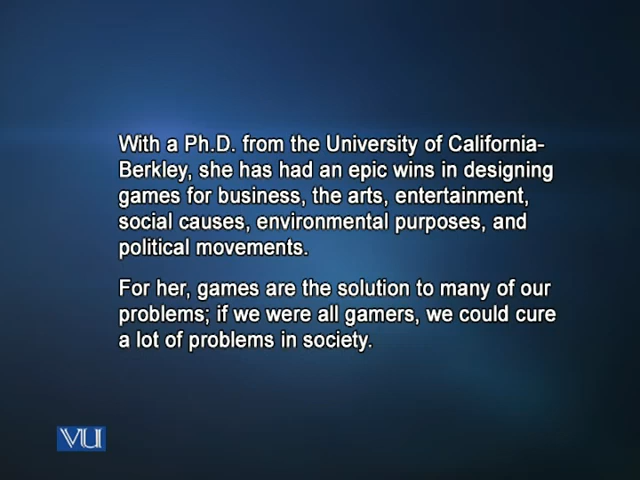 With a Ph.D. from the University of California-
Berkley, she has had an epic wins in designing
games for business, the arts, entertainment,
social causes, environmental purposes, and
political movements.
For her, games are the solution to many of our
problems; if we were all gamers, we could cure
a lot of problems in society.
VU